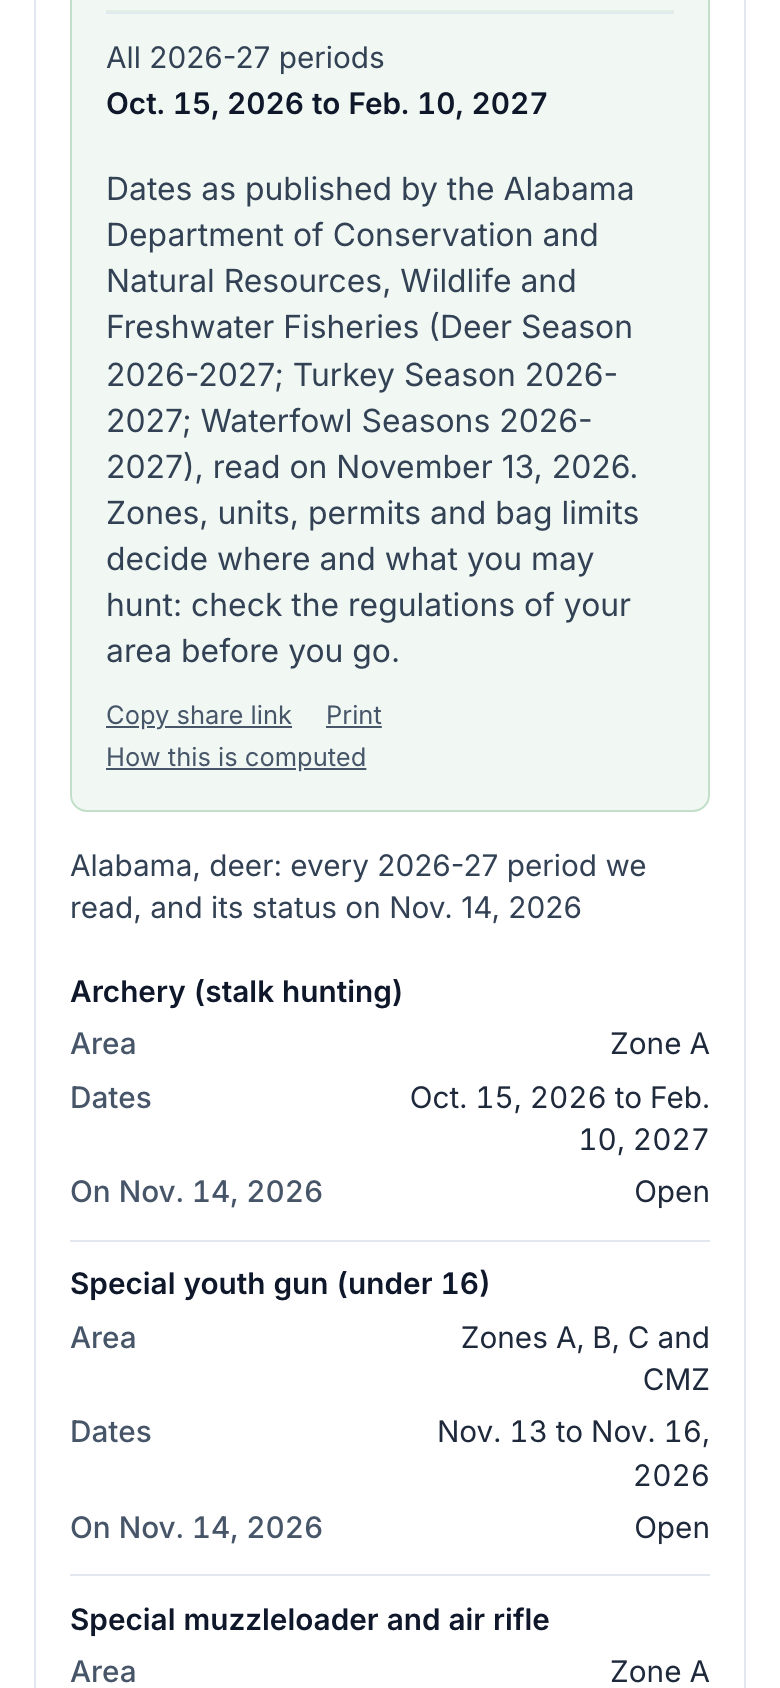 All 2026-27 periods
Oct. 15, 2026 to Feb. 10, 2027
Dates as published by the Alabama
Department of Conservation and
Natural Resources, Wildlife and
Freshwater Fisheries (Deer Season
2026-2027; Turkey Season 2026-
2027; Waterfowl Seasons 2026-
2027), read on November 13, 2026.
Zones, units, permits and bag limits
decide where and what you may
hunt: check the regulations of your
area before you go.
Copy share link Print
How this is computed
Alabama, deer: every 2026-27 period we
read, and its status on Nov. 14, 2026
Archery (stalk hunting)
Area Zone A
Dates Oct. 15, 2026 to Feb.
10, 2027
On Nov. 14, 2026 Open
Special youth gun (under 16)
Area Zones A, B, C and
CMZ
Dates Nov. 13 to Nov. 16,
2026
On Nov. 14, 2026 Open
Special muzzleloader and air rifle
Area Zone A